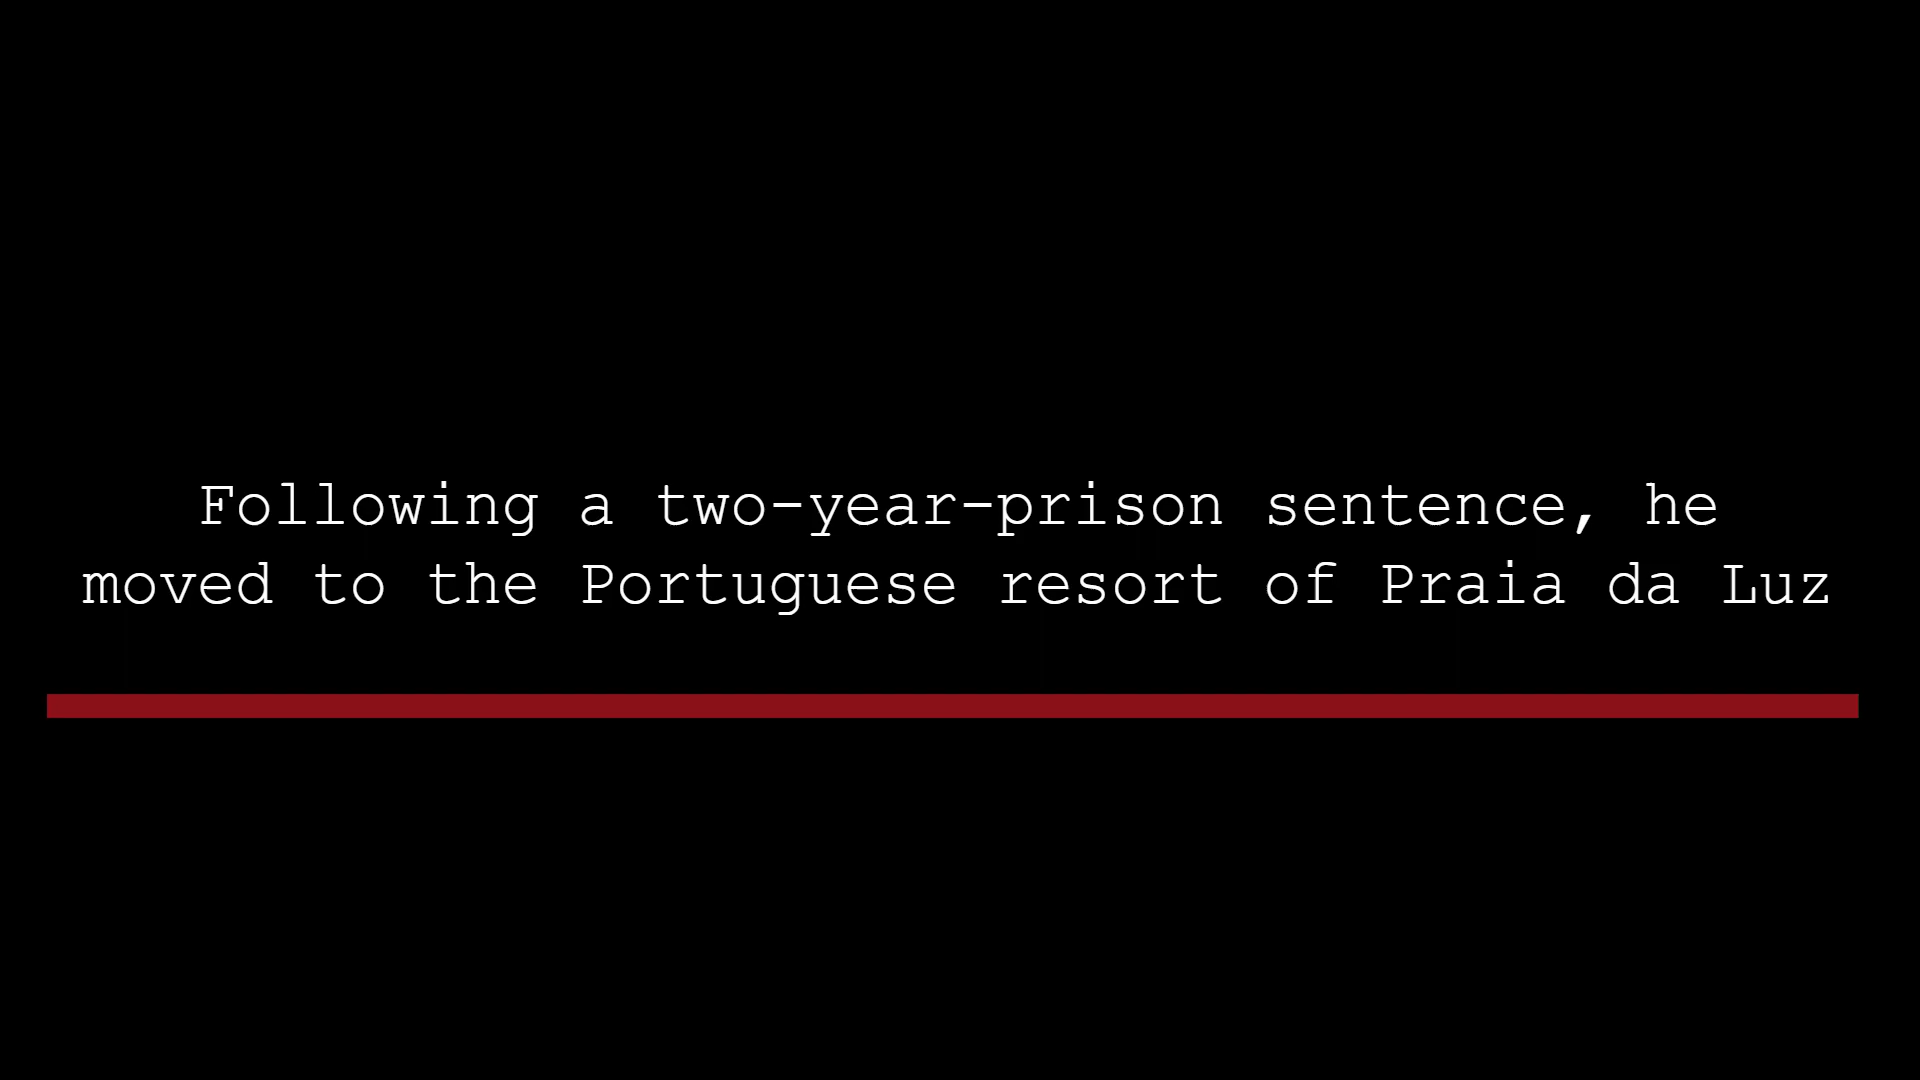 Following a two-year-prison sentence, he
moved to the Portuguese resort of Praia da Luz